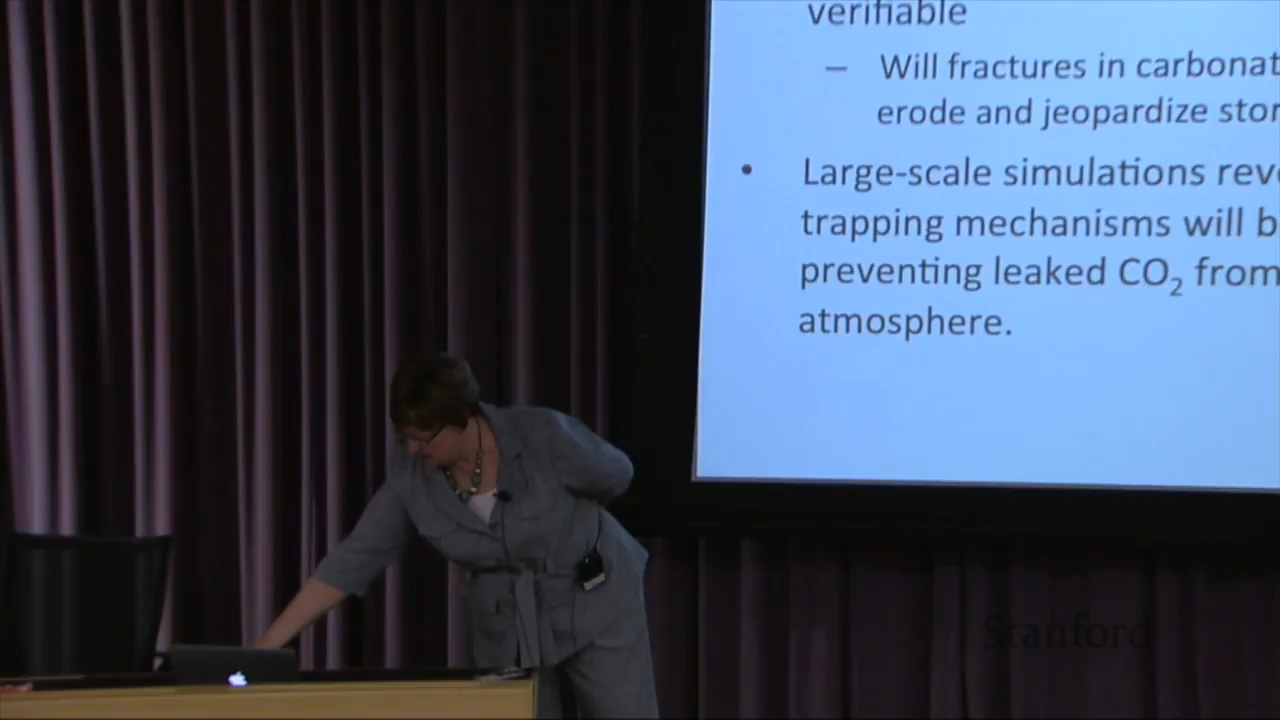 verifiable
– Will fractures in carbonat
erode and jeopardize stor
• Large-scale simulations reve
trapping mechanisms will b
preventing leaked CO₂ from
atmosphere.
Stanford